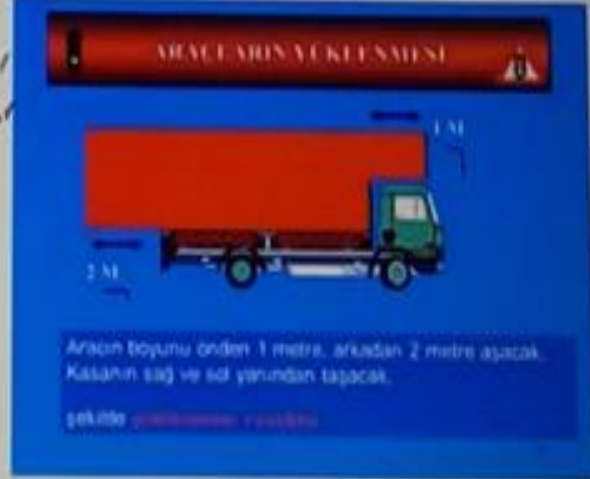 ARAÇLARIN YÜKLENMESİ
1 M
2 M
Aracın boyunu önden 1 metre, arkadan 2 metre aşacak.
Kasanın sağ ve sol yanından taşacak,
şekilde